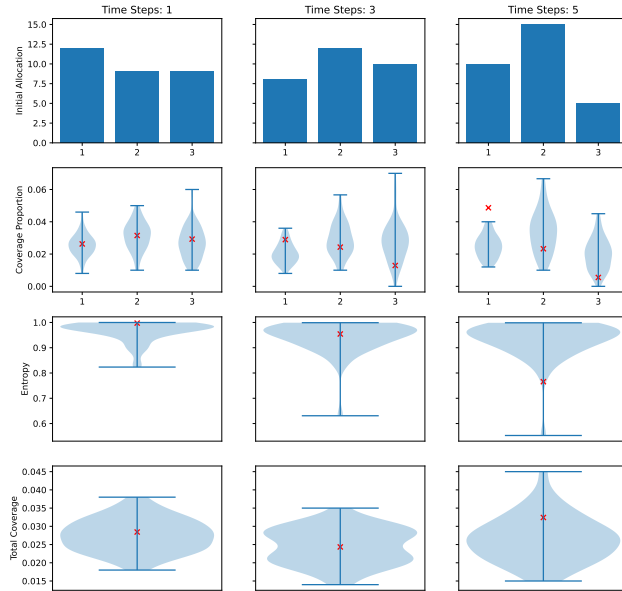 Time Steps: 1
Time Steps: 3
Time Steps: 5
Initial Allocation
15.0
12.5
10.0
7.5
5.0
2.5
0.0
1 2 3
1 2 3
1 2 3
Coverage Proportion
0.06
0.04
0.02
0.00
1 2 3
1 2 3
1 2 3
Entropy
1.0
0.9
0.8
0.7
0.6
Total Coverage
0.045
0.040
0.035
0.030
0.025
0.020
0.015